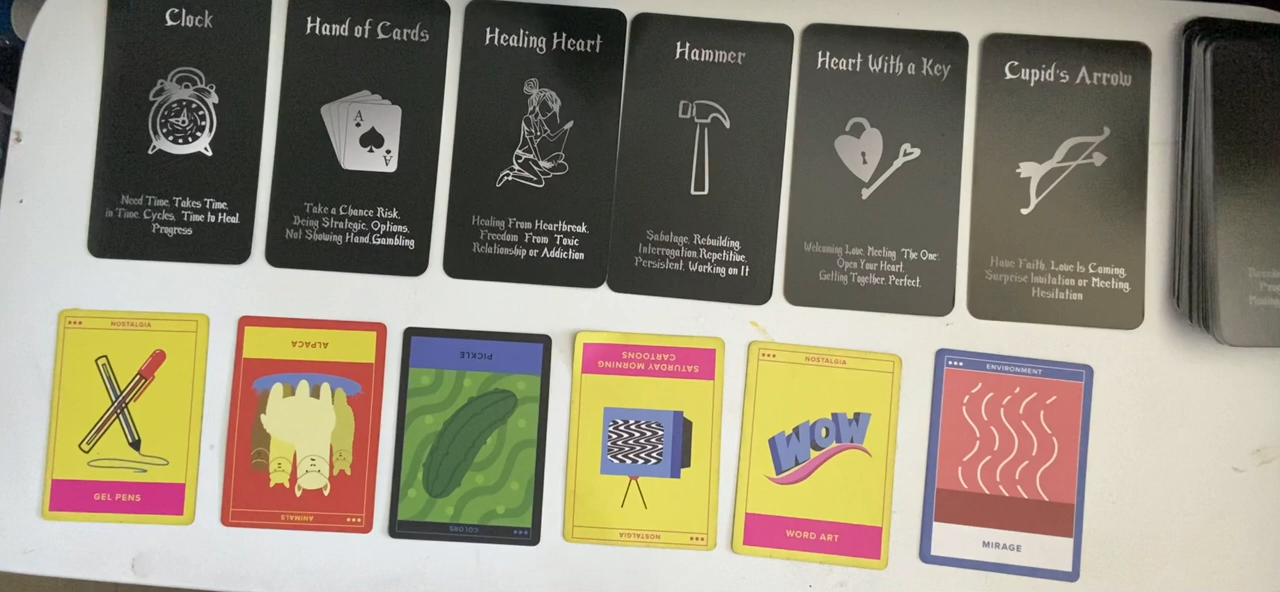 Clock
Need Time, Takes Time,
in Time, Cycles, Time to Heal,
Progress
Hand of Cards
A
A
Take a Chance Risk,
Being Strategic, Options,
Not Showing Hand,Gambling
Healing Heart
Healing From Heartbreak,
Freedom From Toxic
Relationship or Addiction
Hammer
Sabotage, Rebuilding,
Interrogation,Repetitive,
Persistent, Working on It
Heart With a Key
Welcoming Love, Meeting "The One",
Open Your Heart,
Getting Together, Perfect,
Cupid's Arrow
Have Faith, Love Is Coming,
Surprise Invitation or Meeting,
Hesitation
NOSTALGIA
GEL PENS
ALPACA
ANIMALS
PICKLE
COLORS
SATURDAY MORNING
CARTOONS
NOSTALGIA
NOSTALGIA
WOW
WORD ART
ENVIRONMENT
MIRAGE